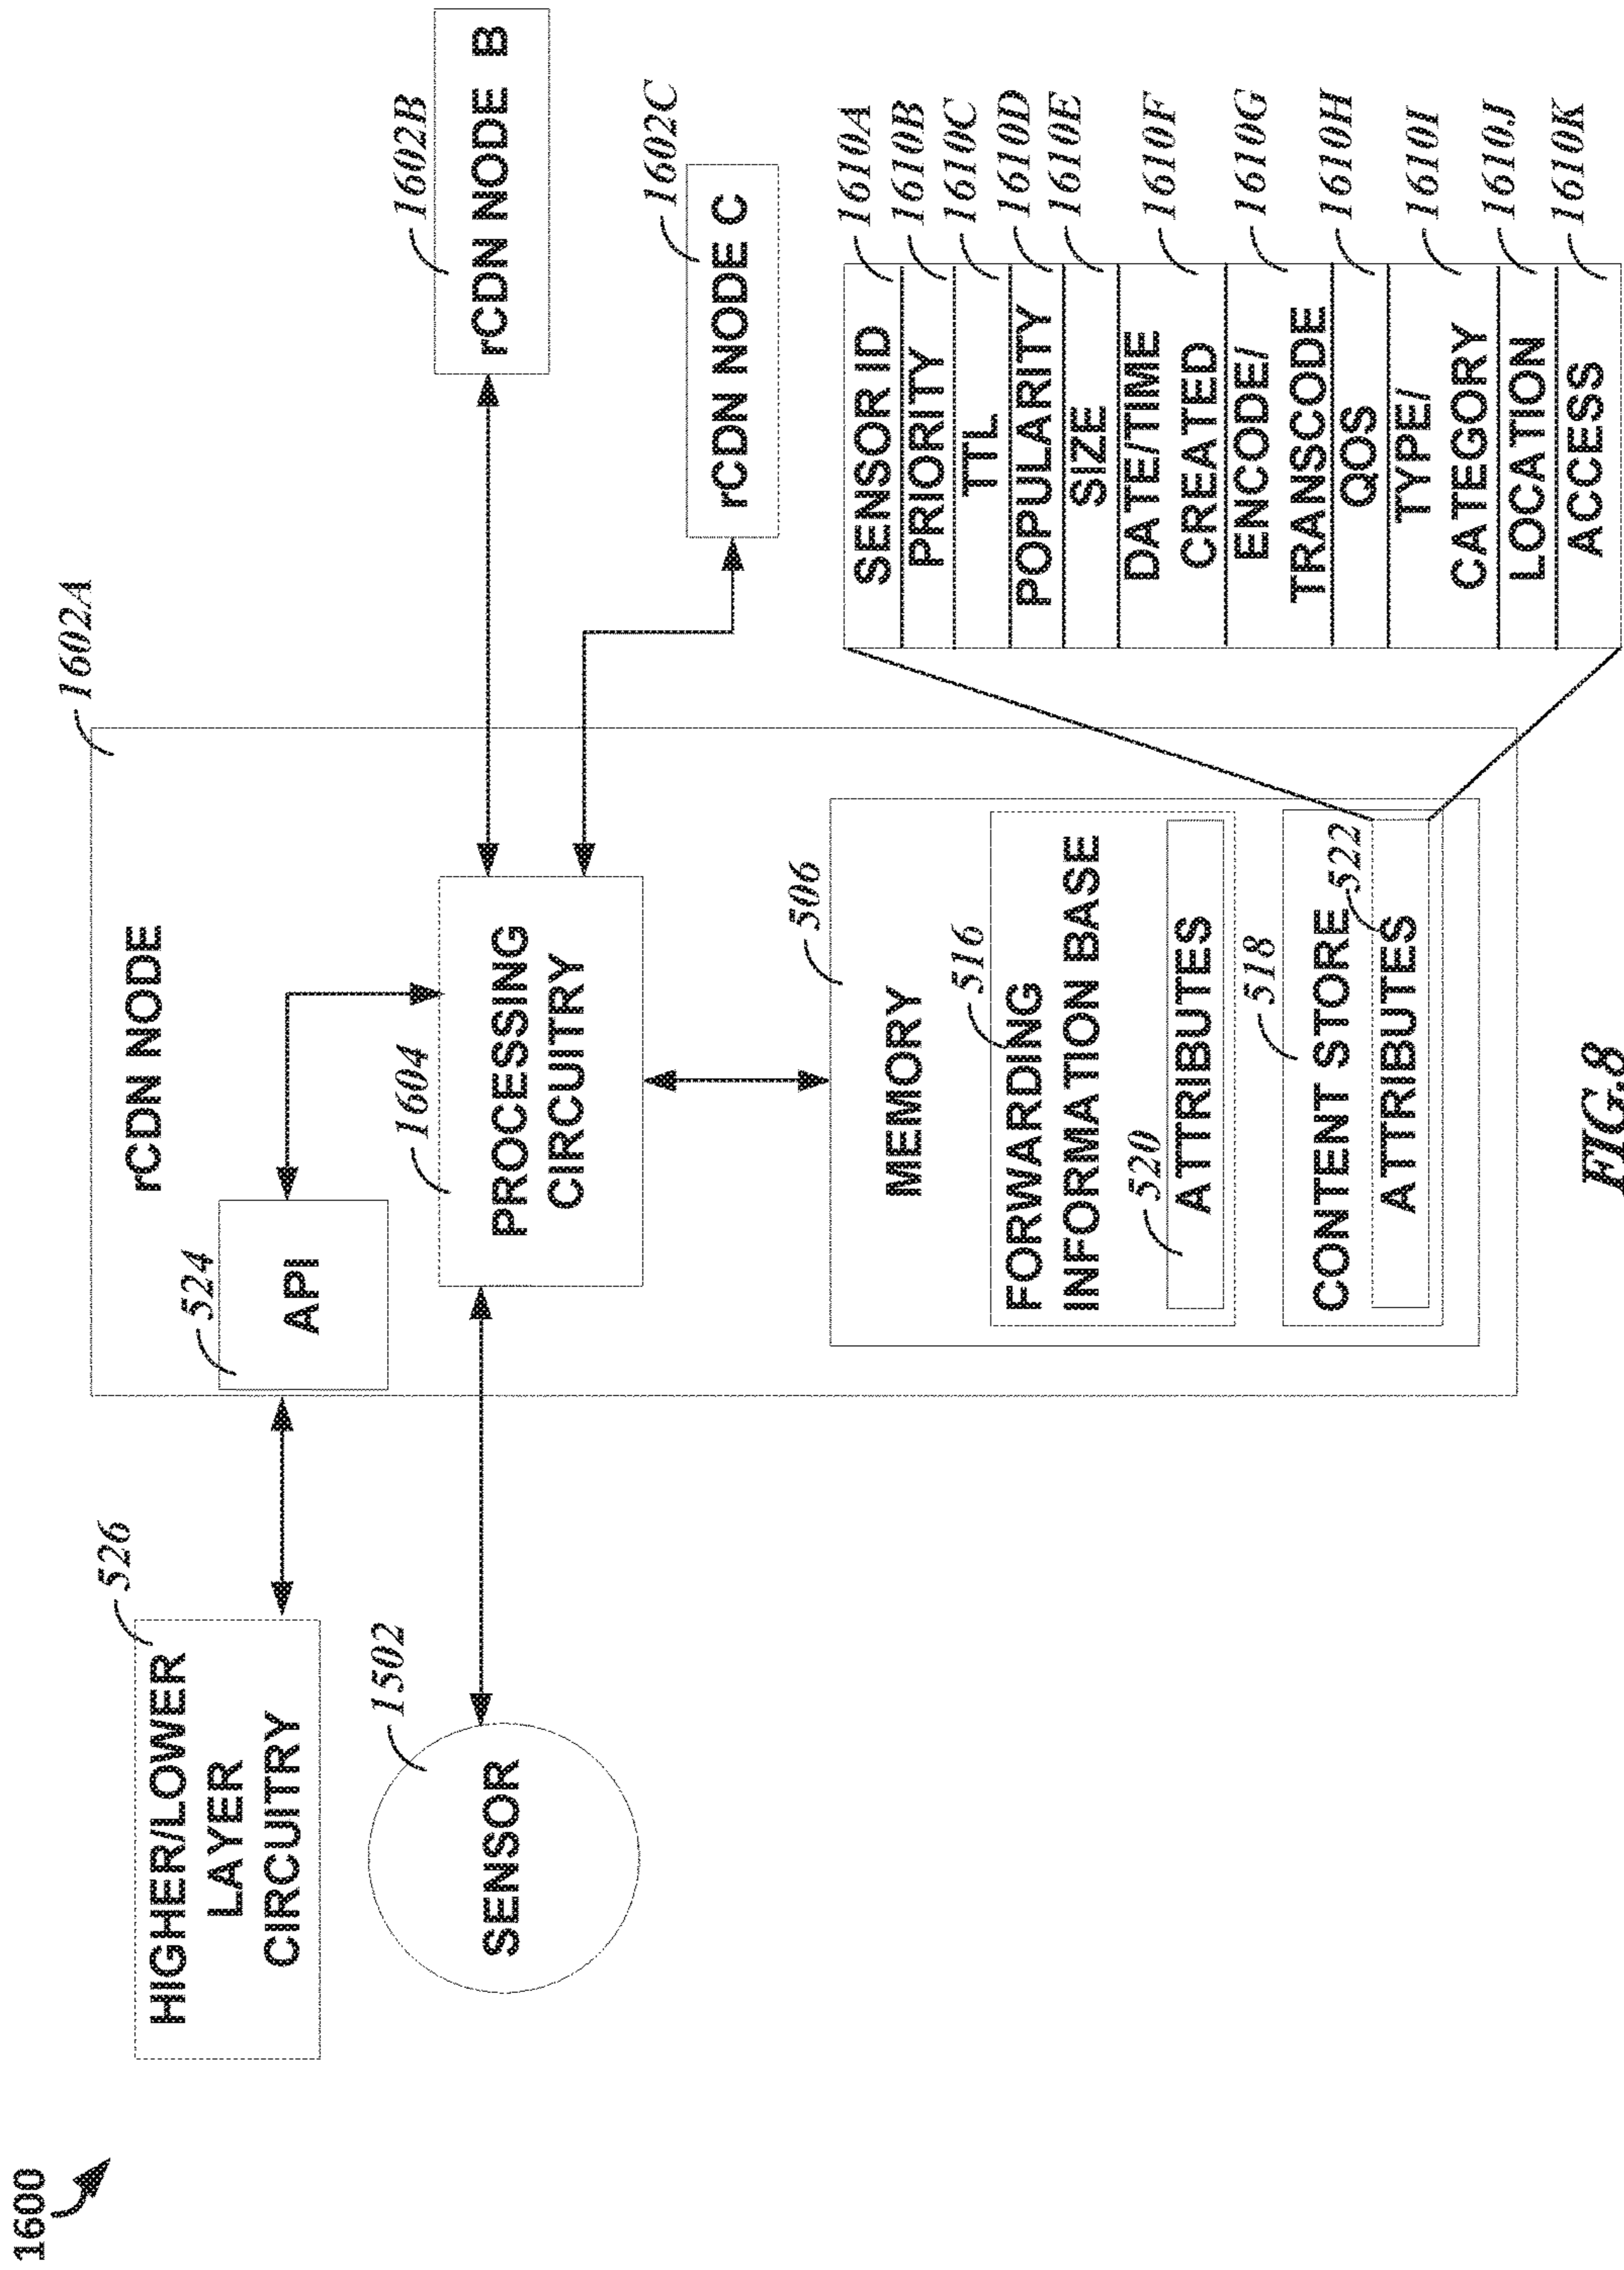 1600
HIGHER/LOWER
LAYER
CIRCUITRY
526
SENSOR
1502
rCDN NODE
1602A
API
524
PROCESSING
CIRCUITRY
1604
MEMORY
506
FORWARDING
INFORMATION BASE
516
ATTRIBUTES
520
CONTENT STORE
518
ATTRIBUTES
522
rCDN NODE B
1602B
rCDN NODE C
1602C
SENSOR ID
1610A
PRIORITY
1610B
TTL
1610C
POPULARITY
1610D
SIZE
1610E
DATE/TIME
CREATED
1610F
ENCODE/
TRANSCODE
1610G
QOS
1610H
TYPE/
CATEGORY
1610I
LOCATION
1610J
ACCESS
1610K
FIG.8